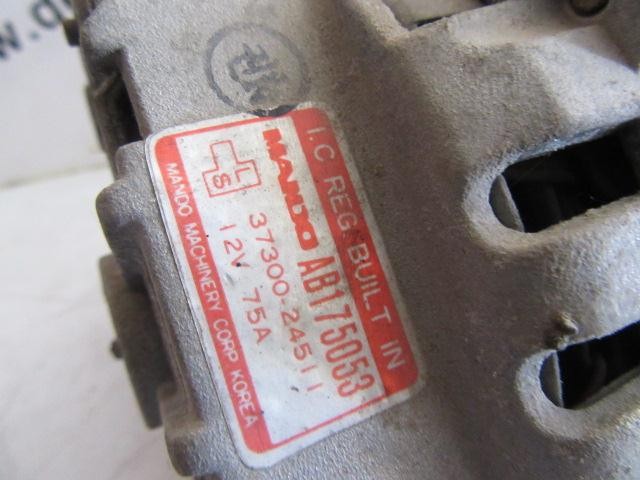 I.C REG. BUILT IN
MANDO AB175053
L
S
37300-24511
12V 75A
MANDO MACHINERY CORP KOREA